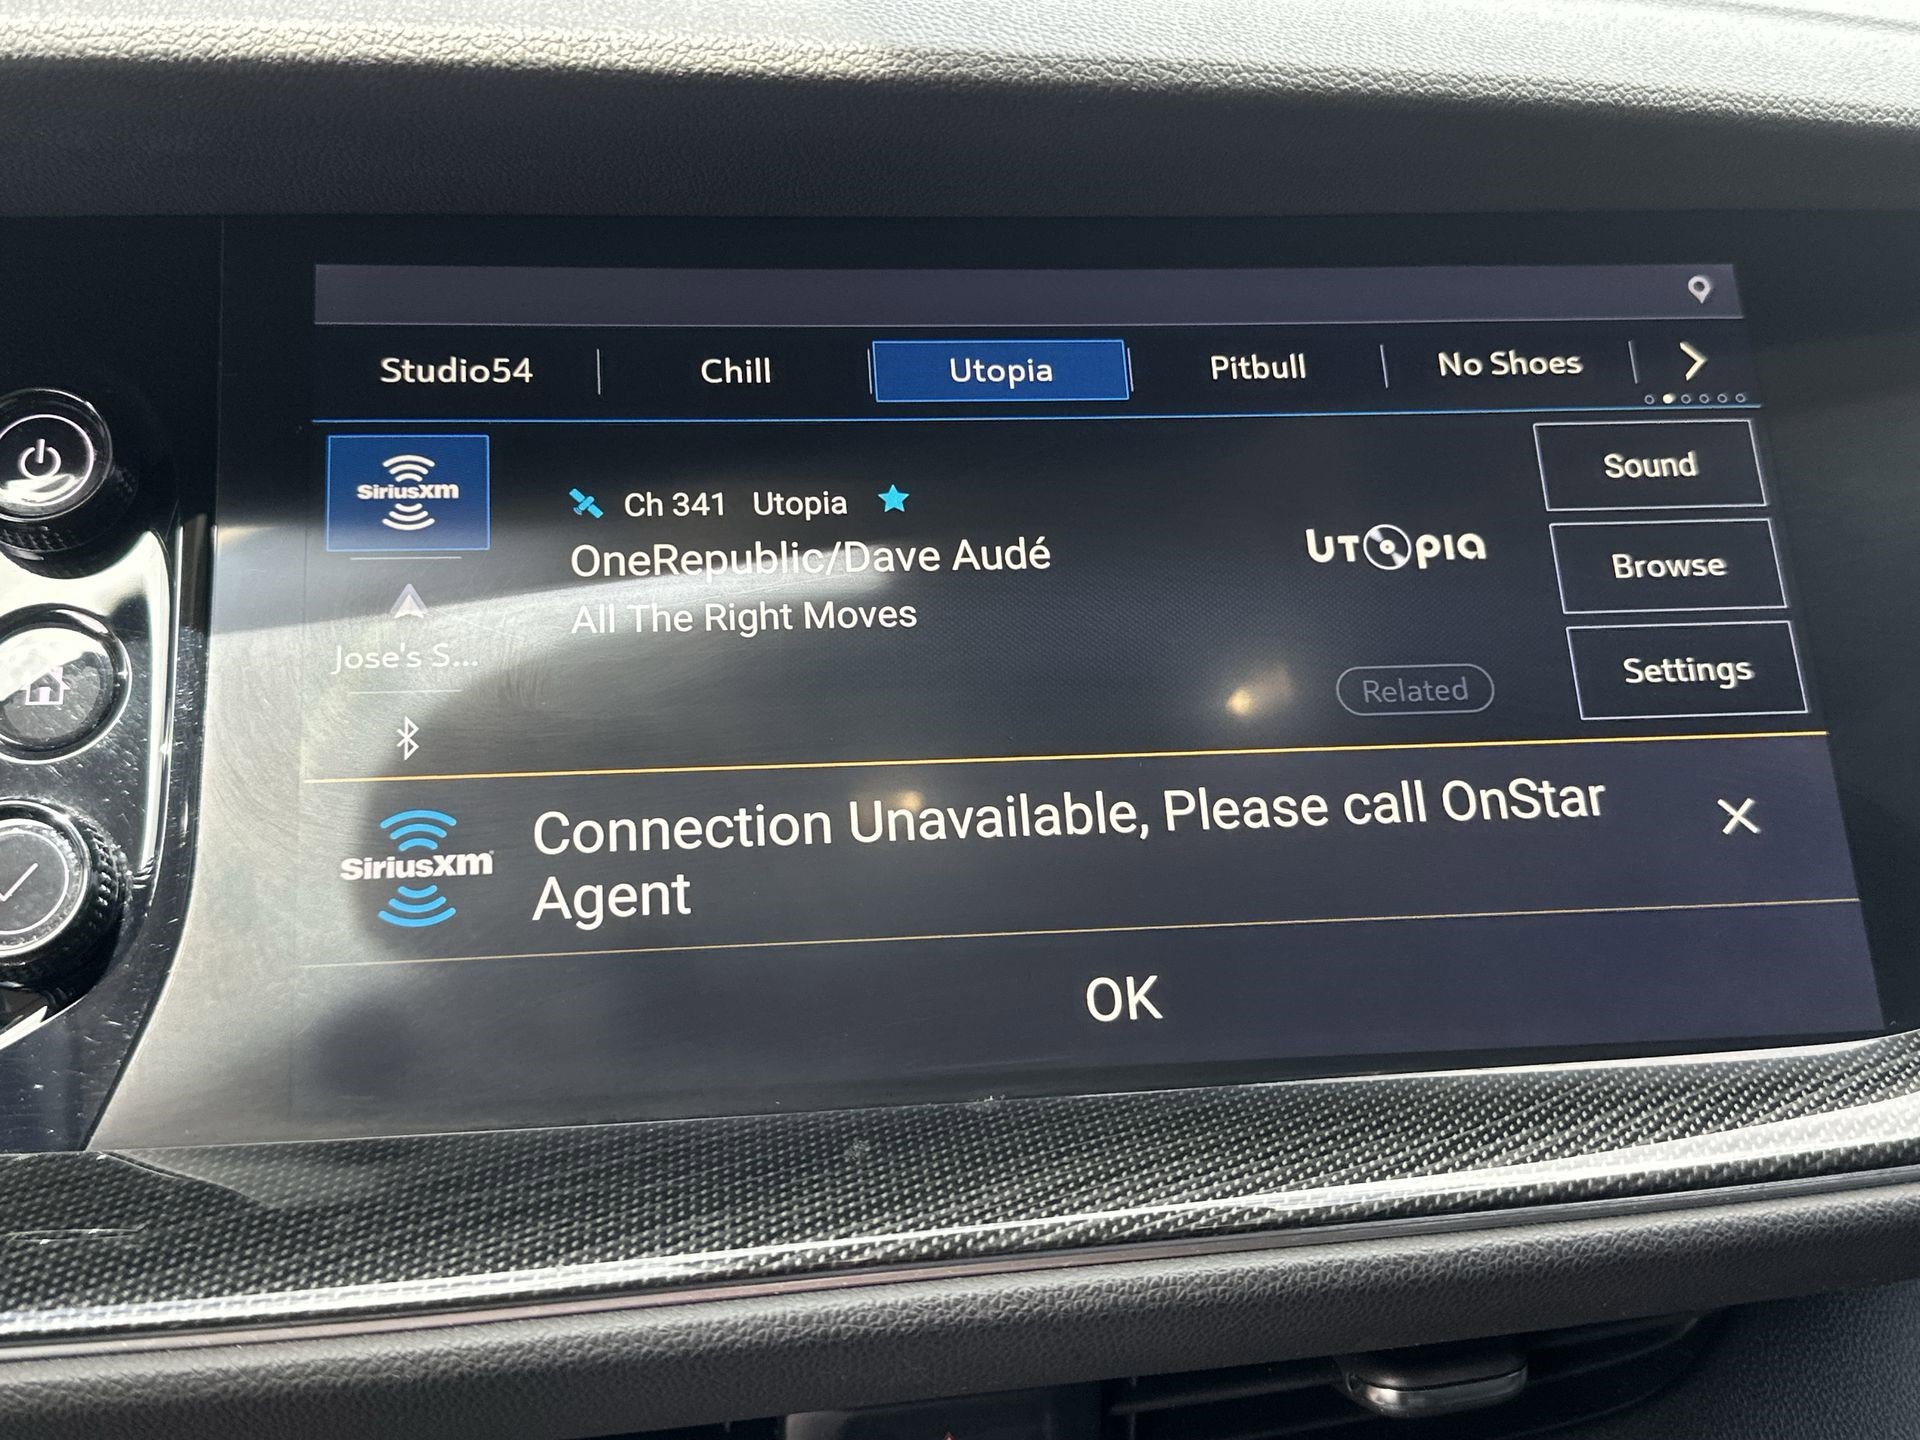 Studio54
Chill
Utopia
Pitbull
No Shoes
SiriusXM
Ch 341 Utopia
OneRepublic/Dave Audé
All The Right Moves
UTOPIA
Sound
Browse
Settings
Jose's S...
Related
SiriusXM
Connection Unavailable, Please call OnStar
Agent
OK